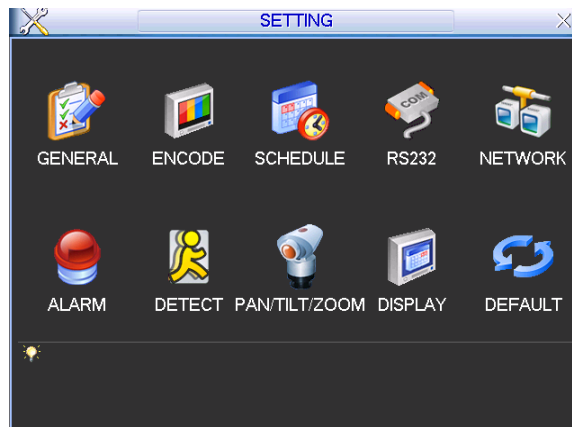 SETTING
COM
GENERAL ENCODE SCHEDULE RS232 NETWORK
ALARM DETECT PAN/TILT/ZOOM DISPLAY DEFAULT